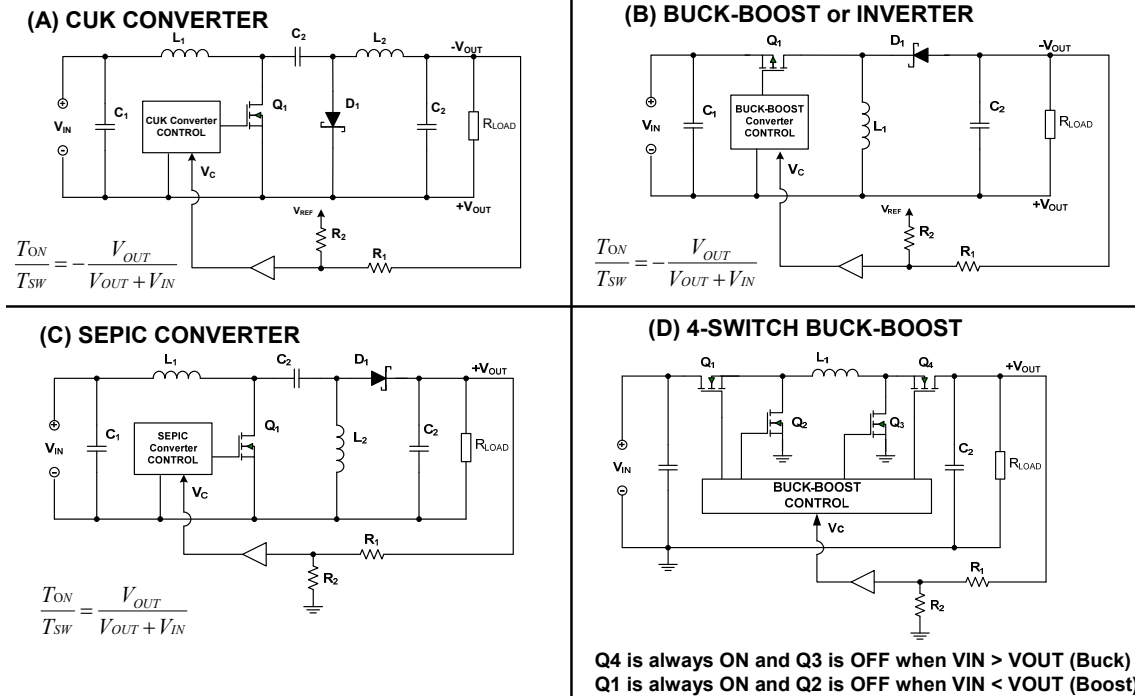 (A) CUK CONVERTER
L1
C2
L2
-VOUT
C1
VIN
CUK Converter
CONTROL
Q1
D1
C2
RLOAD
VC
+VOUT
VREF
R2
R1
TON/TSW = - VOUT/(VOUT + VIN)
(B) BUCK-BOOST or INVERTER
Q1
D1
-VOUT
C1
VIN
BUCK-BOOST
Converter
CONTROL
L1
C2
RLOAD
VC
+VOUT
VREF
R2
R1
TON/TSW = - VOUT/(VOUT + VIN)
(C) SEPIC CONVERTER
L1
C2
D1
+VOUT
C1
VIN
SEPIC
Converter
CONTROL
Q1
L2
C2
RLOAD
VC
R1
R2
TON/TSW = VOUT/(VOUT + VIN)
(D) 4-SWITCH BUCK-BOOST
Q1
L1
Q4
+VOUT
Q2
Q3
VIN
C2
RLOAD
BUCK-BOOST
CONTROL
Vc
R1
R2
Q4 is always ON and Q3 is OFF when VIN > VOUT (Buck)
Q1 is always ON and Q2 is OFF when VIN < VOUT (Boost)